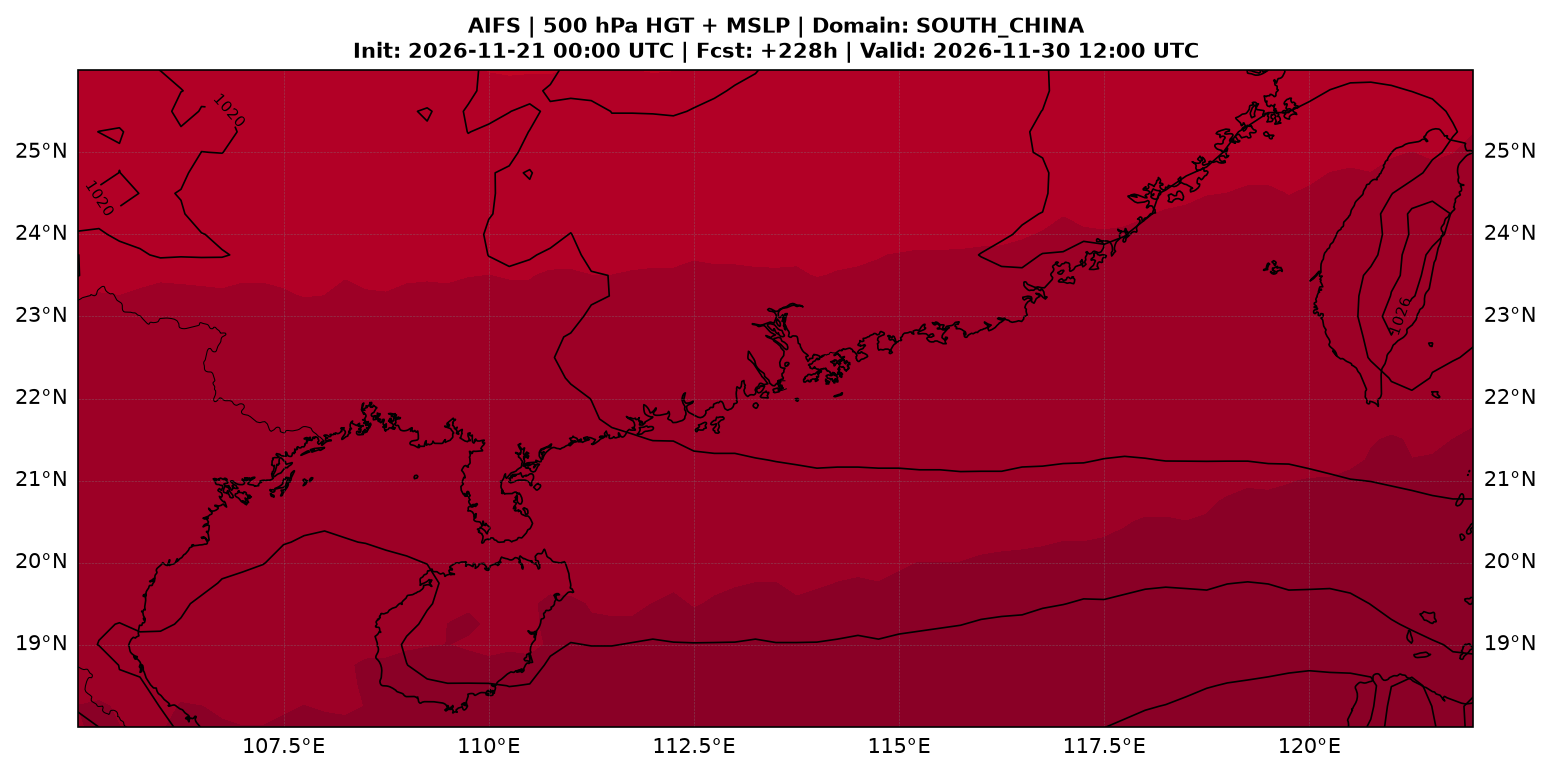 AIFS | 500 hPa HGT + MSLP | Domain: SOUTH_CHINA
Init: 2026-11-21 00:00 UTC | Fcst: +228h | Valid: 2026-11-30 12:00 UTC
1020
25°N 25°N
1020
24°N 24°N
23°N 1026 23°N
22°N 22°N
21°N 21°N
20°N 20°N
19°N 19°N
107.5°E 110°E 112.5°E 115°E 117.5°E 120°E